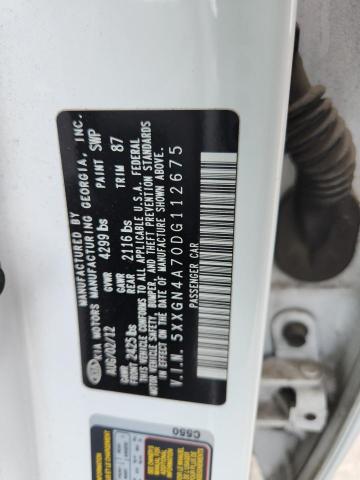 MANUFACTURED BY
KIA MOTORS MANUFACTURING GEORGIA, INC.
AUG/02/12 GVWR 4299 lbs PAINT SWP
GAWR FRONT 2425 lbs GAWR REAR 2116 lbs TRIM 87
THIS VEHICLE CONFORMS TO ALL APPLICABLE U.S.A. FEDERAL
MOTOR VEHICLE SAFETY, BUMPER, AND THEFT PREVENTION STANDARDS
IN EFFECT ON THE DATE OF MANUFACTURE SHOWN ABOVE.
V.I.N. : 5XXGN4A70DG112675
PASSENGER CAR
C550